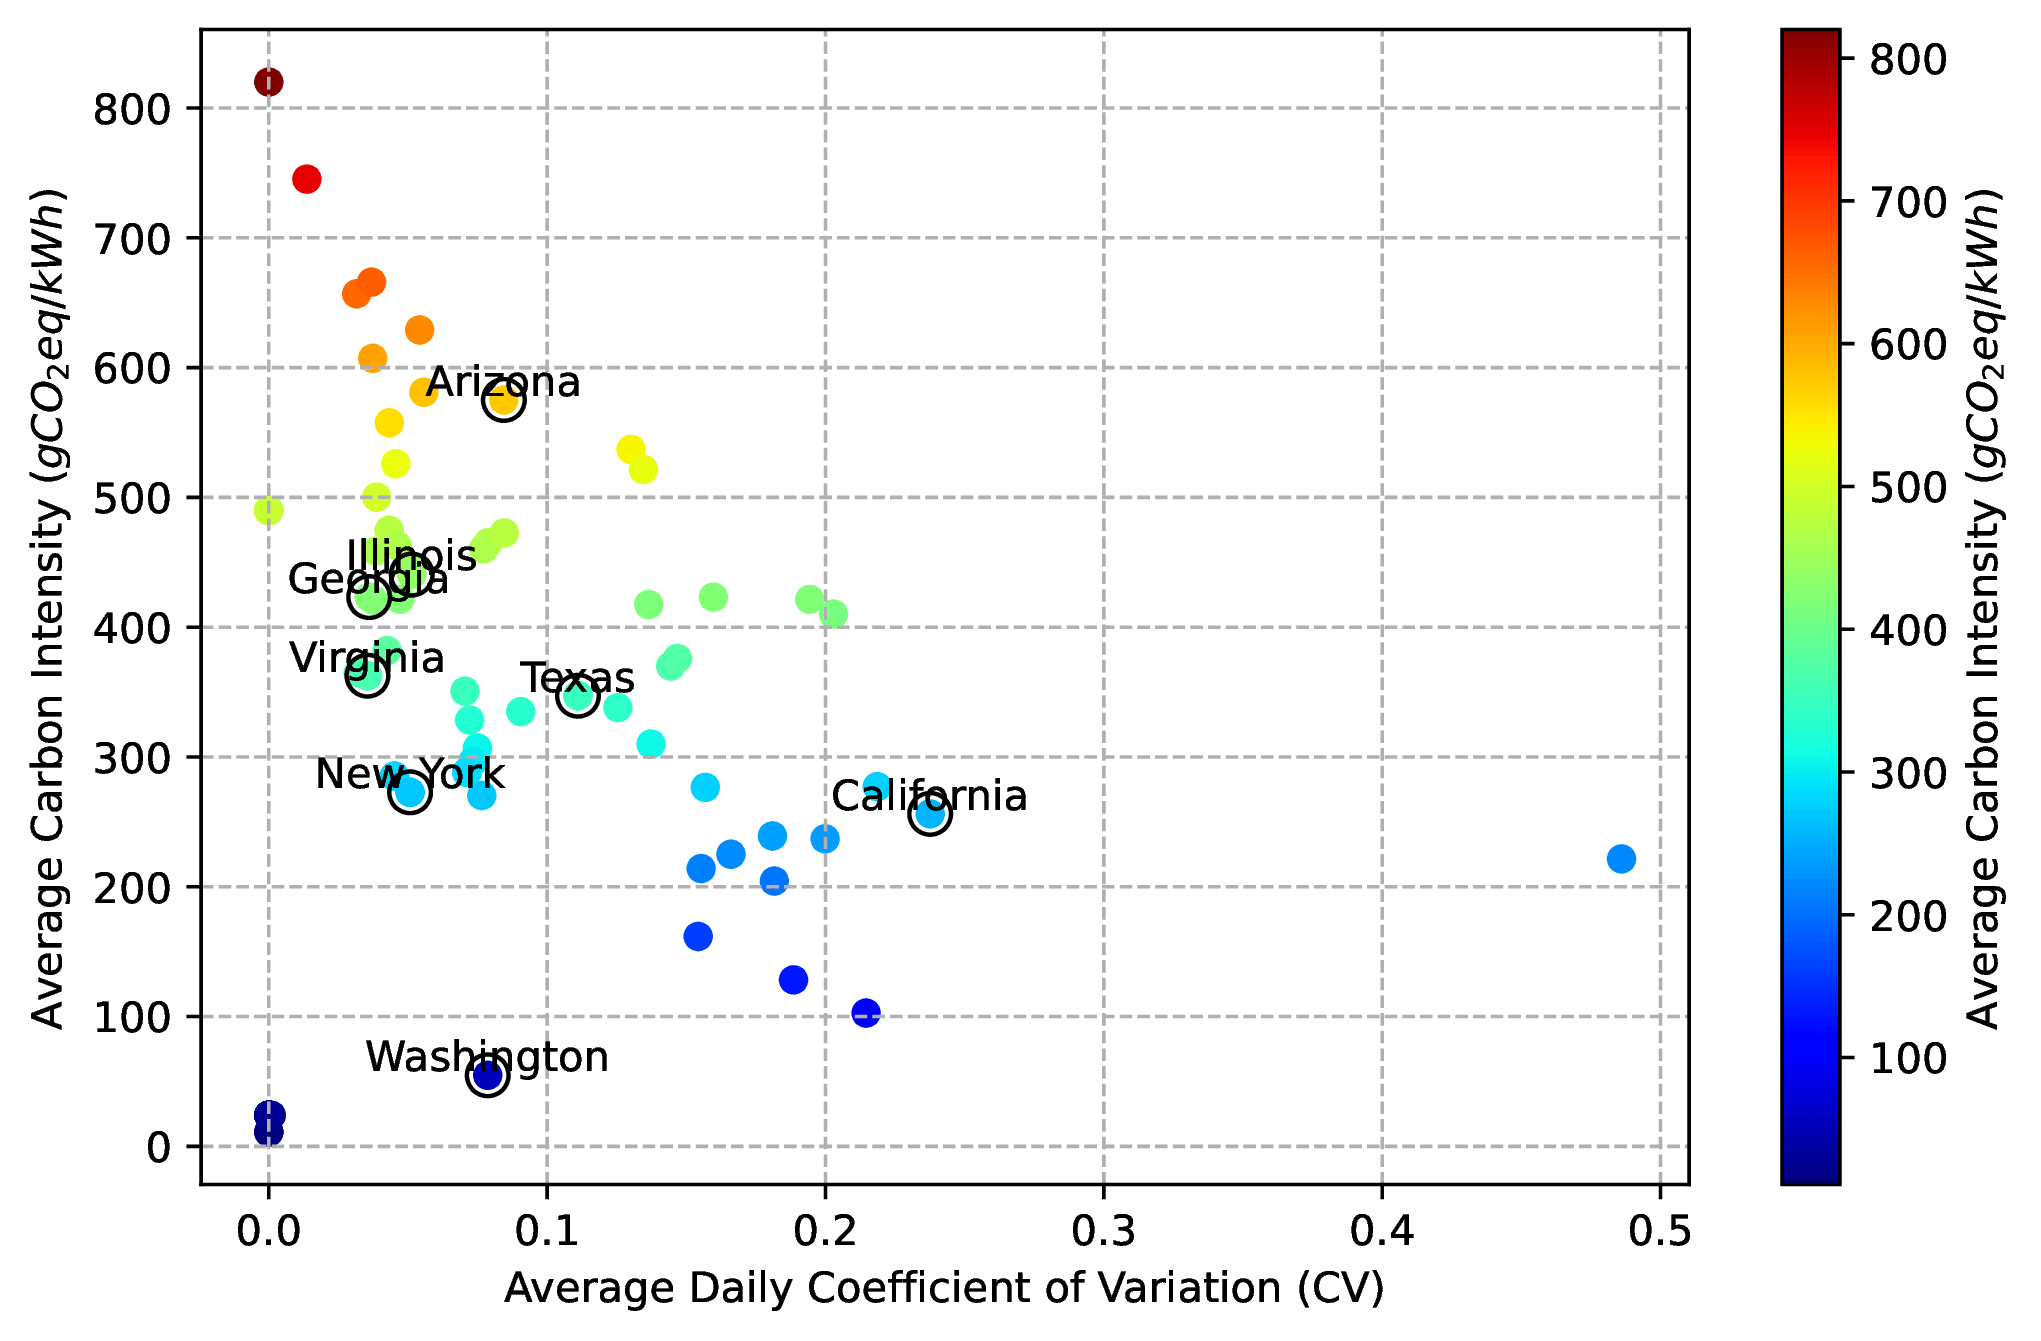 Average Carbon Intensity (gCO₂eq/kWh)
800
700
600
500
400
300
200
100
0
Arizona
Illinois
Georgia
Virginia
Texas
New York
California
Washington
0.0 0.1 0.2 0.3 0.4 0.5
Average Daily Coefficient of Variation (CV)
800
700
600
500
400
300
200
100
Average Carbon Intensity (gCO₂eq/kWh)